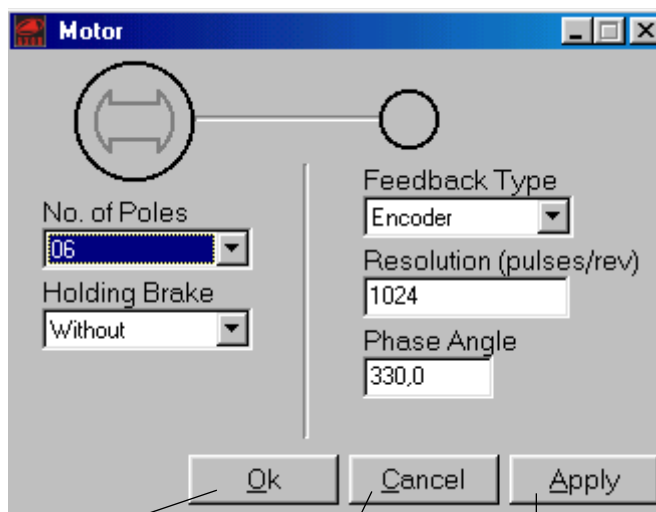 Motor
No. of Poles
06
Holding Brake
Without
Feedback Type
Encoder
Resolution (pulses/rev)
1024
Phase Angle
330,0
Ok
Cancel
Apply